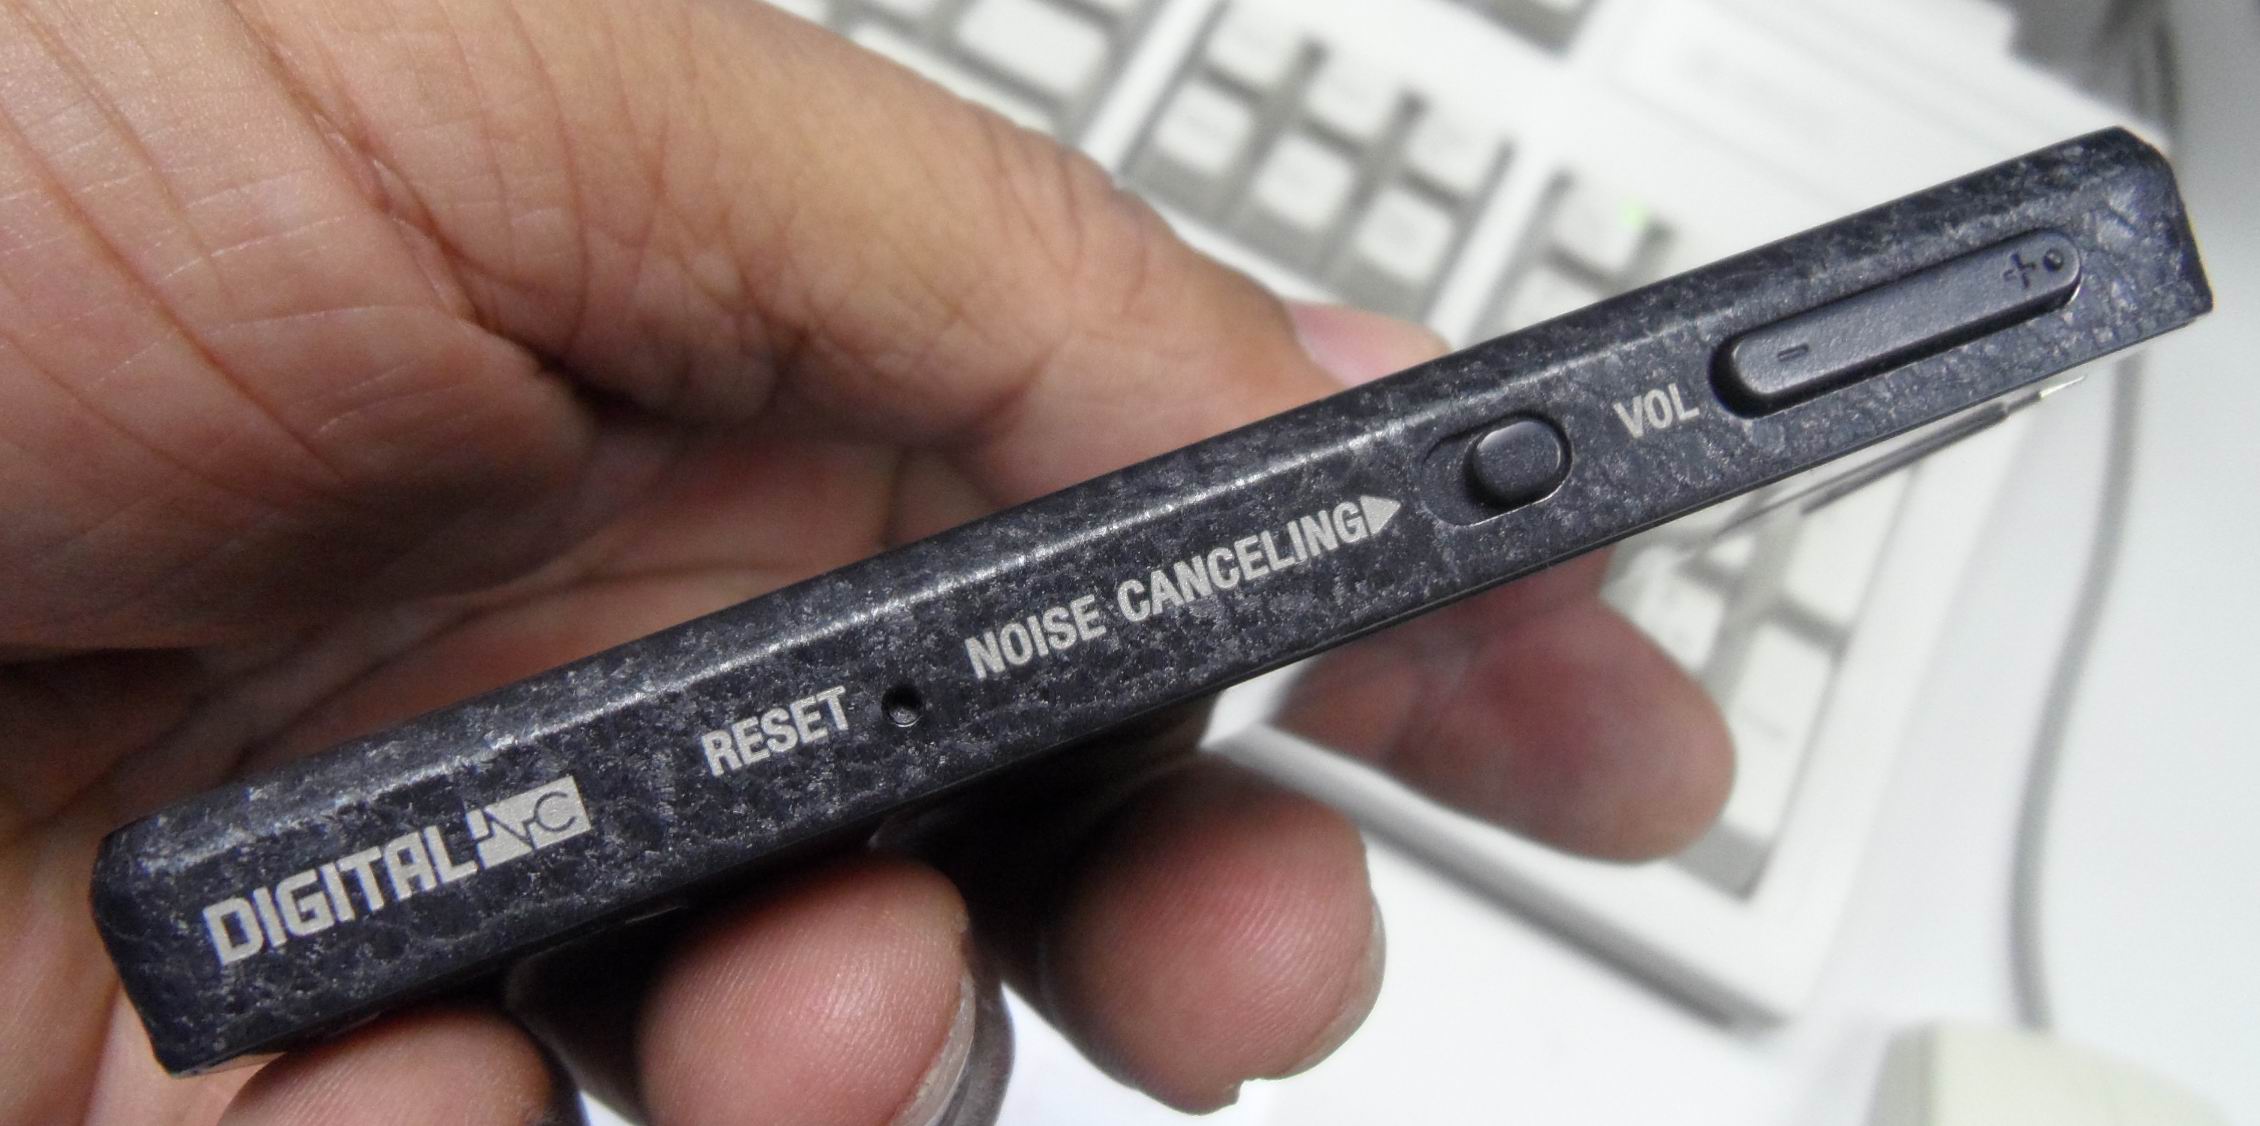 DIGITAL NC
RESET
NOISE CANCELING▶
VOL
- +